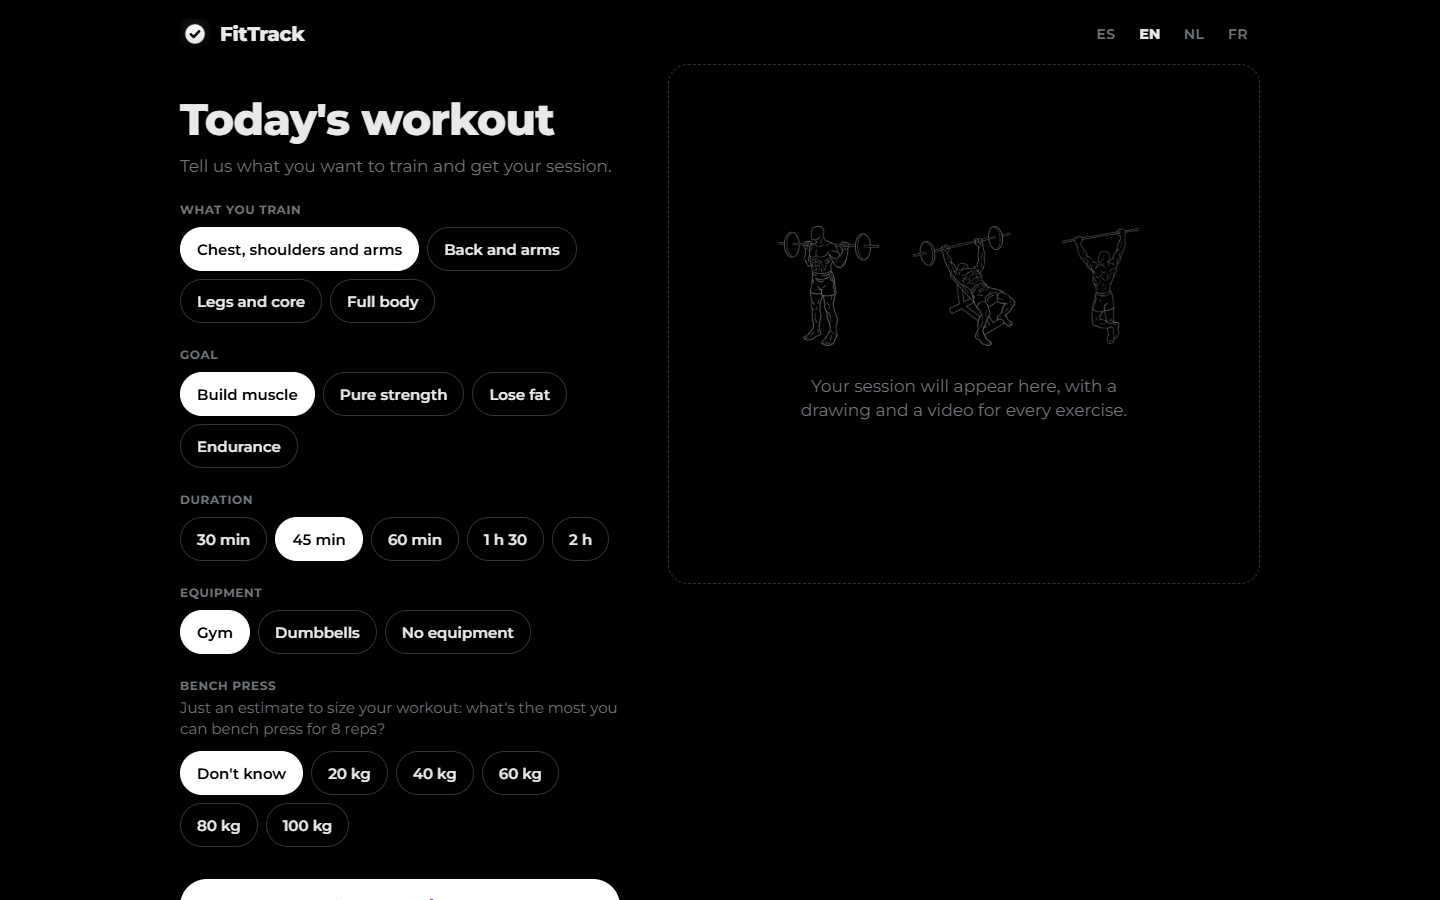 FitTrack
ES EN NL FR
Today's workout
Tell us what you want to train and get your session.
WHAT YOU TRAIN
Chest, shoulders and arms
Back and arms
Legs and core
Full body
GOAL
Build muscle
Pure strength
Lose fat
Endurance
DURATION
30 min
45 min
60 min
1 h 30
2 h
EQUIPMENT
Gym
Dumbbells
No equipment
BENCH PRESS
Just an estimate to size your workout: what's the most you
can bench press for 8 reps?
Don't know
20 kg
40 kg
60 kg
80 kg
100 kg
Your session will appear here, with a
drawing and a video for every exercise.